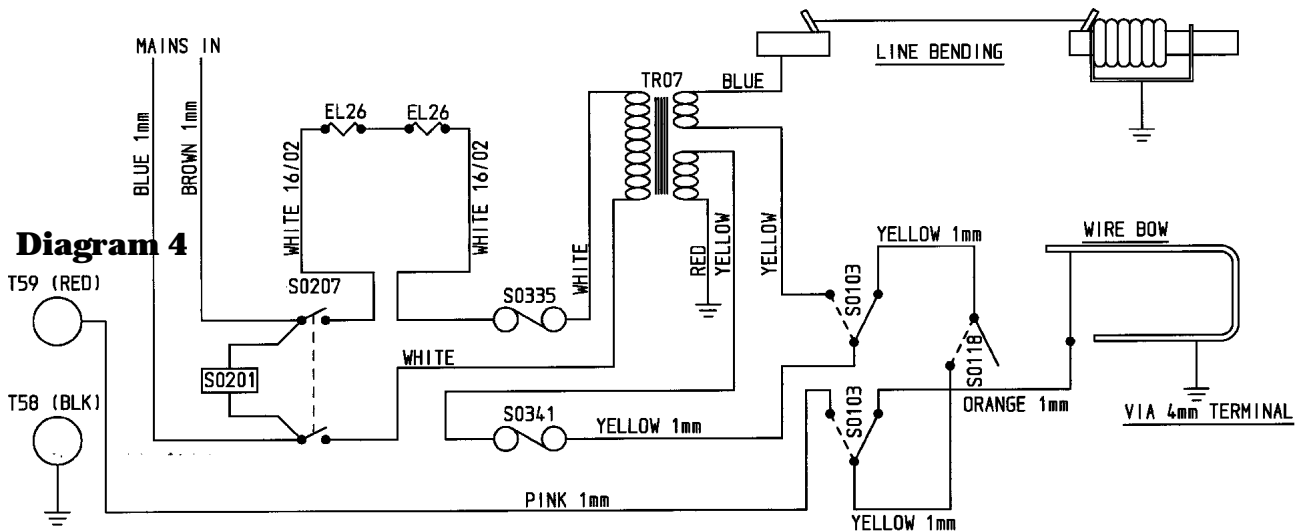 MAINS IN
BLUE 1mm
BROWN 1mm
WHITE 16/02
EL26
EL26
WHITE 16/02
TR07
BLUE
LINE BENDING
Diagram 4
T59 (RED)
S0207
S0335
WHITE
RED
YELLOW
YELLOW
YELLOW 1mm
WIRE BOW
S0103
S0118
S0201
WHITE
T58 (BLK)
S0341
YELLOW 1mm
S0103
ORANGE 1mm
VIA 4mm TERMINAL
PINK 1mm
YELLOW 1mm